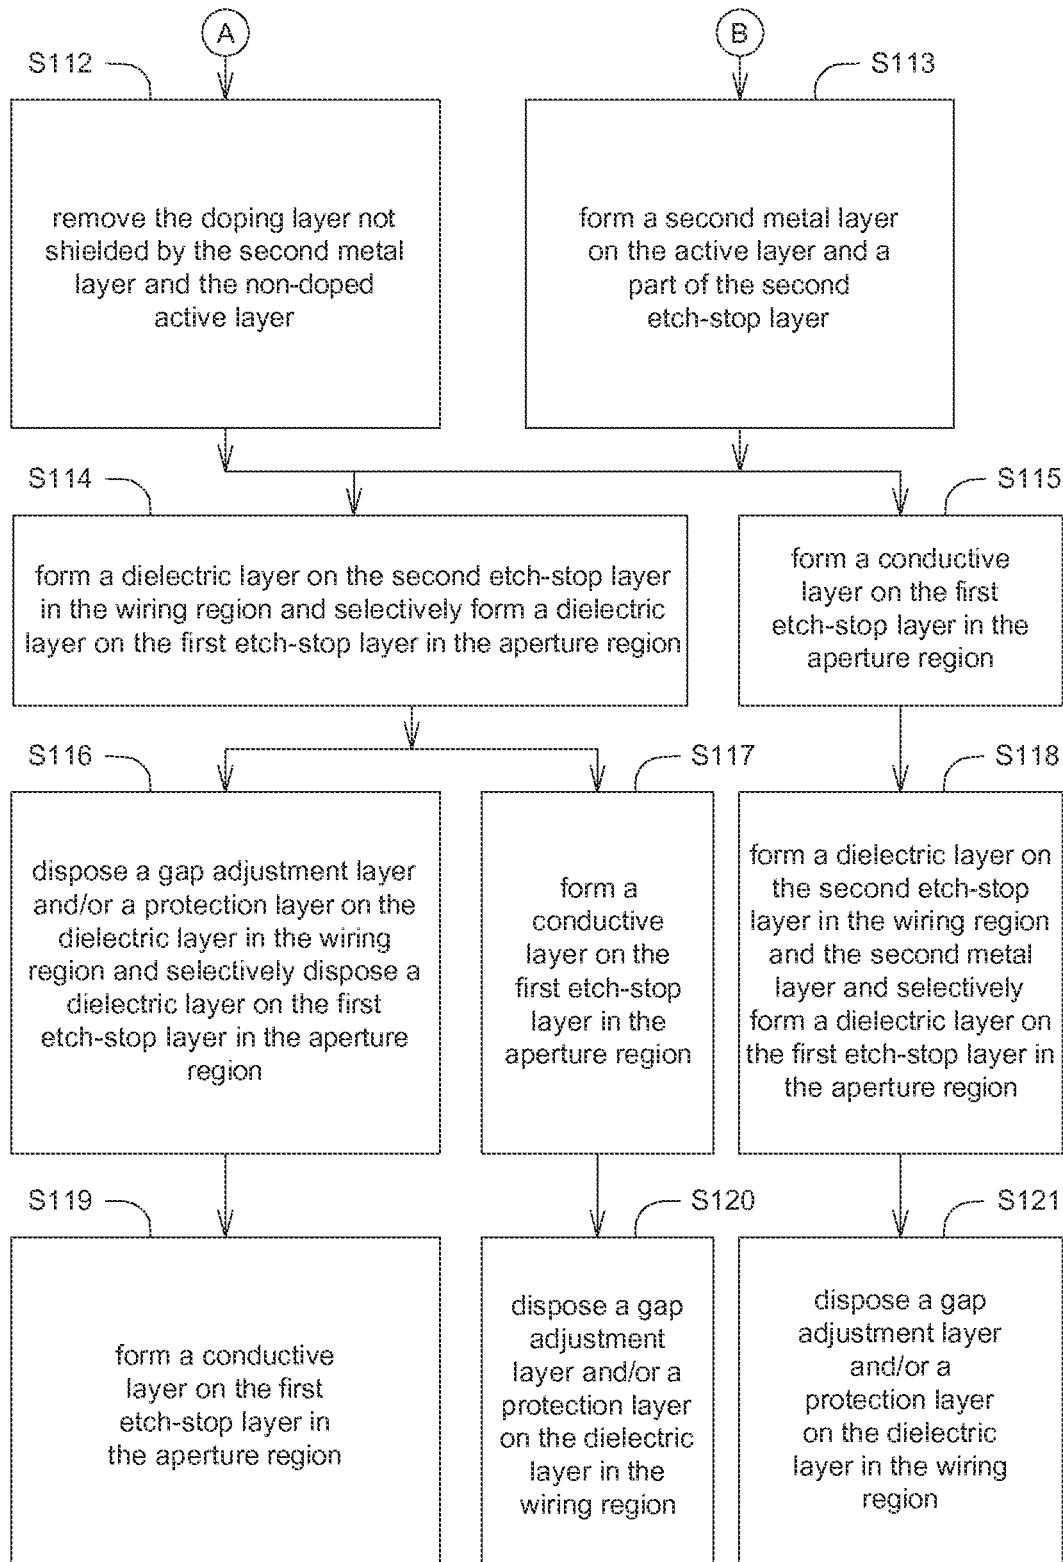 A
B
S112
S113
remove the doping layer not
shielded by the second metal
layer and the non-doped
active layer
form a second metal layer
on the active layer and a
part of the second
etch-stop layer
S114
S115
form a dielectric layer on the second etch-stop layer
in the wiring region and selectively form a dielectric
layer on the first etch-stop layer in the aperture region
form a conductive
layer on the first
etch-stop layer in the
aperture region
S116
S117
S118
dispose a gap adjustment layer
and/or a protection layer on the
dielectric layer in the wiring
region and selectively dispose a
dielectric layer on the first
etch-stop layer in the aperture
region
form a
conductive
layer on the
first etch-stop
layer in the
aperture region
form a dielectric layer on
the second etch-stop
layer in the wiring region
and the second metal
layer and selectively
form a dielectric layer on
the first etch-stop layer in
the aperture region
S119
S120
S121
form a conductive
layer on the first
etch-stop layer in
the aperture region
dispose a gap
adjustment
layer and/or a
protection layer
on the dielectric
layer in the
wiring region
dispose a gap
adjustment layer
and/or a
protection layer
on the dielectric
layer in the wiring
region